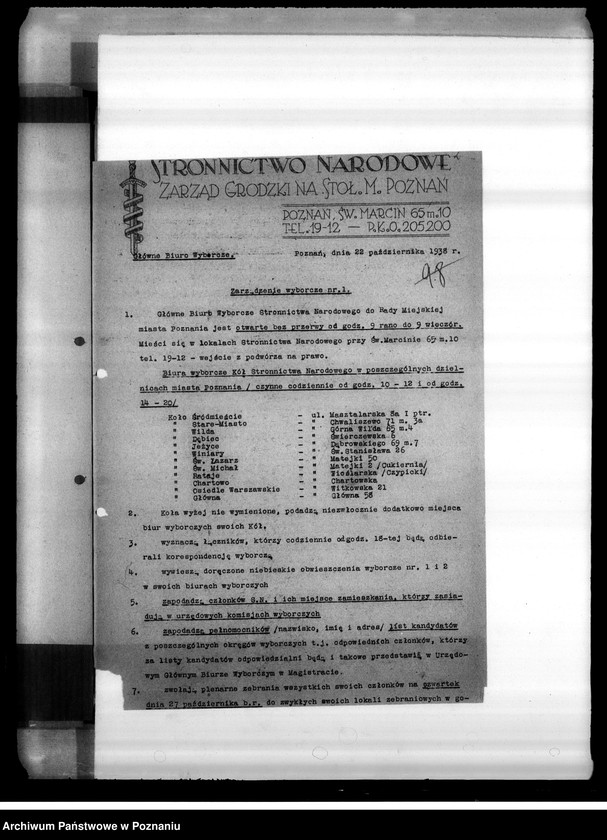 STRONNICTWO NARODOWE
ZARZĄD GRODZKI NA STOŁ. M. POZNAŃ
POZNAŃ, ŚW. MARCIN 65 m. 10
TEL. 19-12 — P.K.O. 205.200
Główne Biuro Wyborcze.
Poznań, dnia 22 października 1938 r.
98
Zarządzenie wyborcze nr.1.
1. Główne Biuro Wyborcze Stronnictwa Narodowego do Rady Miejskiej
miasta Poznania jest otwarte bez przerwy od godz. 9 rano do 9 wieczór.
Mieści się w lokalach Stronnictwa Narodowego przy Św.Marcinie 65 m.10
tel. 19-12 - wejście z podwórza na prawo.
Biura wyborcze Kół Stronnictwa Narodowego w poszczególnych dziel-
nicach miasta Poznania / czynne codziennie od godz. 10 - 12 i od godz.
14 - 20/
Koło Śródmieście - ul. Masztalarska 8a I ptr.
" Stare-Miasto - " Chwaliszewo 71 m. 3a
" Wilda - " Górna Wilda 85 m.4
" Dębiec - " Świerczewska 6
" Jeżyce - " Dąbrowskiego 69 m.7
" Winiary - " Św.Stanisława 26
" Św. Łazarz - " Matejki 50
" Św. Michał - " Matejki 2 /Cukiernia/
" Rataje - " Wioślarska /Czypicki/
" Chartowo - " Chartowska
" Osiedle Warszawskie - " Witkowska 21
" Główna - " Główna 58
2. Koła wyżej nie wymienione, podadzą niezwłocznie dodatkowo miejsca
biur wyborczych swoich Kół.
3. wyznaczą łączników, którzy codziennie odgodz. 18-tej będą odbie-
rali korespondencję wyborczą
4. wywieszą doręczone niebieskie obwieszczenia wyborcze nr. 1 i 2
w swoich biurach wyborczych
5. zapodadzą członków S.N. i ich miejsce zamieszkania, którzy zasia-
dują w urzędowych komisjach wyborczych
6. zapodadzą pełnomocników /nazwisko, imię i adres/ list kandydatów
z poszczególnych okręgów wyborczych t.j. odpowiednich członków, którzy
za listy kandydatów odpowiedzialni będą i takowe przedstawią w Urzędo-
wym Głównym Biurze Wyborczym w Magistracie.
7. zwołają plenarne zebrania wszystkich swoich członków na czwartek
dnia 27 października b.r. do swykłych swoich lokali zebraniowych w go-
Archiwum Państwowe w Poznaniu